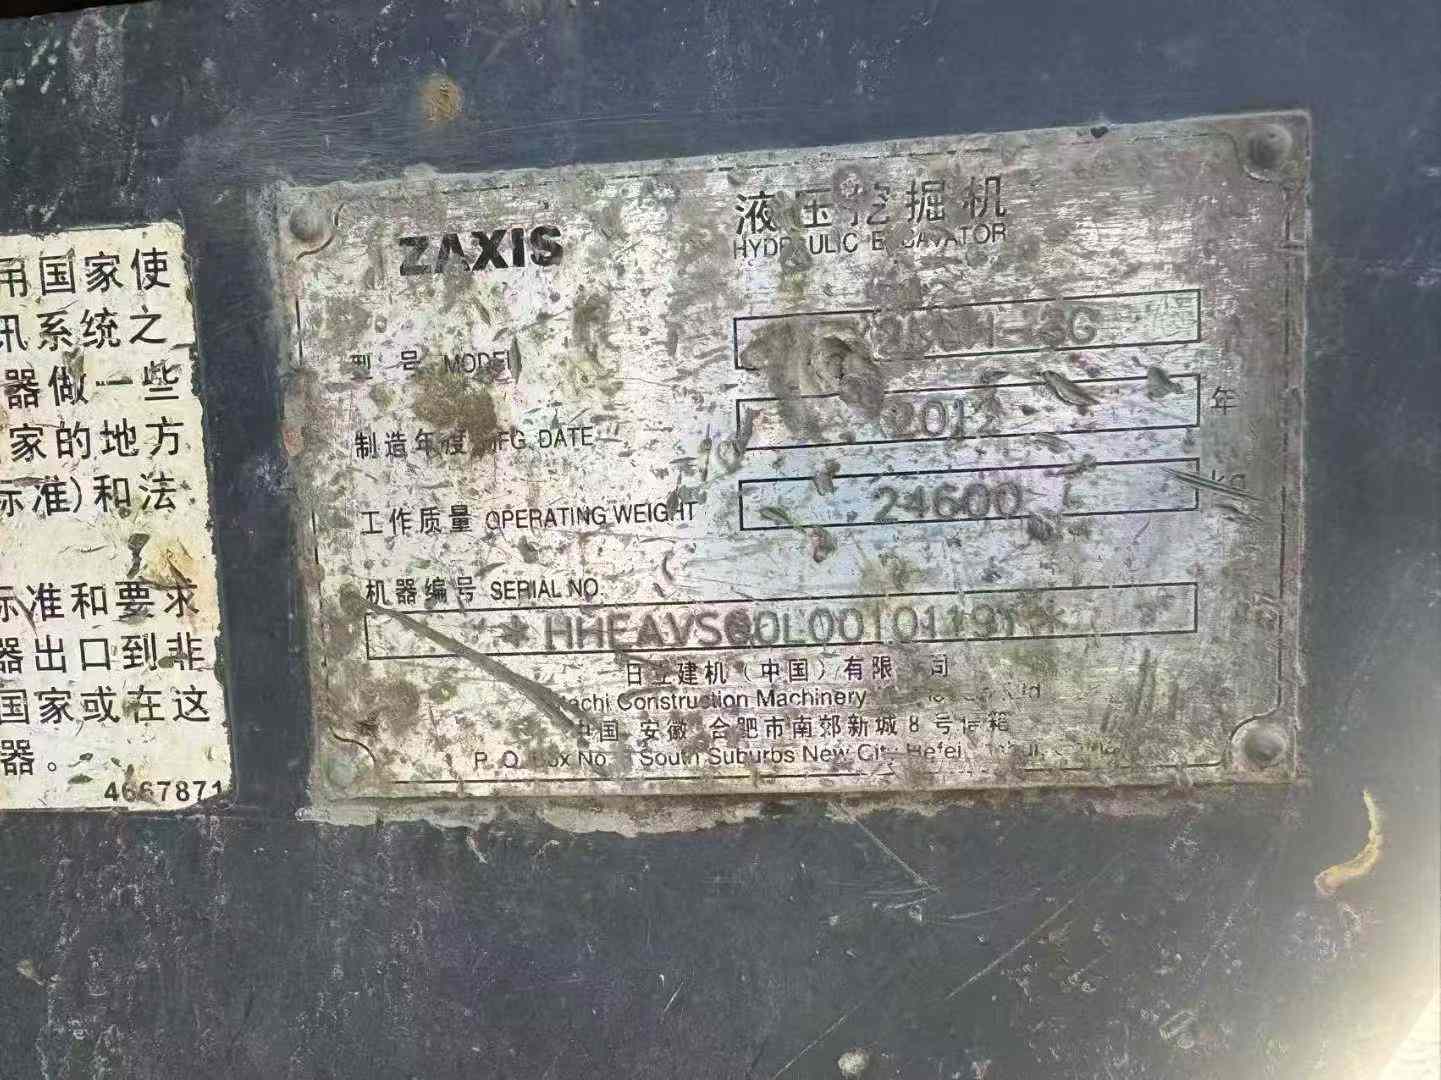 用国家使
讯系统之
器做一些
家的地方
标准)和法
标准和要求
器出口到非
国家或在这
器。
4667871
ZAXIS
液压挖掘机
HYDRAULIC EXCAVATOR
型号 MODEL
制造年度 MFG. DATE 2012 年
工作质量 OPERATING WEIGHT 24600 kg
机器编号 SERIAL NO.
日立建机(中国)有限 司
Construction Machinery
中国 安徽 合肥市南郊新城8号信箱
P. O. Box No. South Suburbs New City Hefei